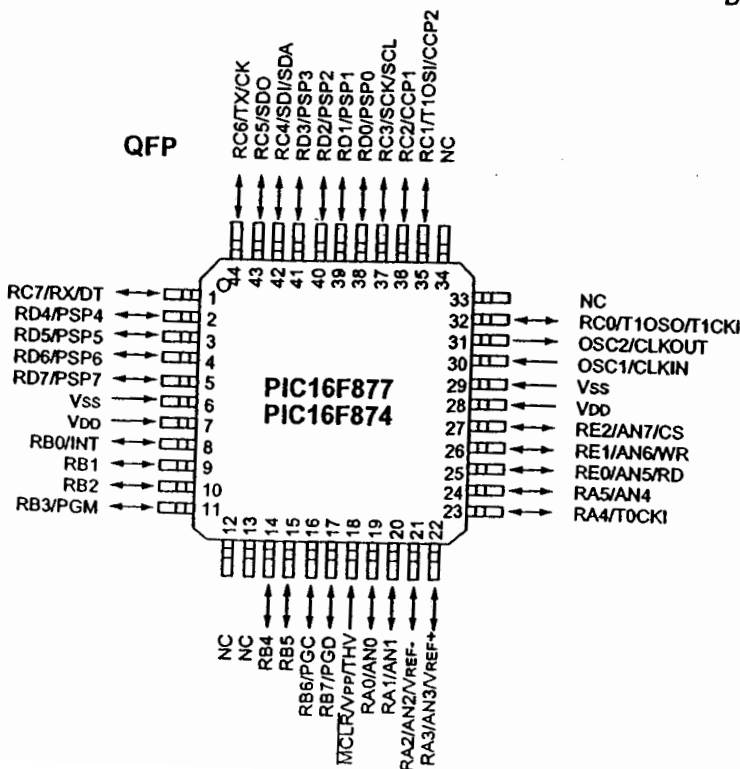 QFP
RC6/TX/CK
RC5/SDO
RC4/SDI/SDA
RD3/PSP3
RD2/PSP2
RD1/PSP1
RD0/PSP0
RC3/SCK/SCL
RC2/CCP1
RC1/T1OSI/CCP2
NC
44 43 42 41 40 39 38 37 36 35 34
RC7/RX/DT 1
RD4/PSP4 2
RD5/PSP5 3
RD6/PSP6 4
RD7/PSP7 5
VSS 6
VDD 7
RB0/INT 8
RB1 9
RB2 10
RB3/PGM 11
PIC16F877
PIC16F874
33 NC
32 RC0/T1OSO/T1CKI
31 OSC2/CLKOUT
30 OSC1/CLKIN
29 VSS
28 VDD
27 RE2/AN7/CS
26 RE1/AN6/WR
25 RE0/AN5/RD
24 RA5/AN4
23 RA4/T0CKI
12 13 14 15 16 17 18 19 20 21 22
NC
NC
RB4
RB5
RB6/PGC
RB7/PGD
MCLR/VPP/THV
RA0/AN0
RA1/AN1
RA2/AN2/VREF-
RA3/AN3/VREF+